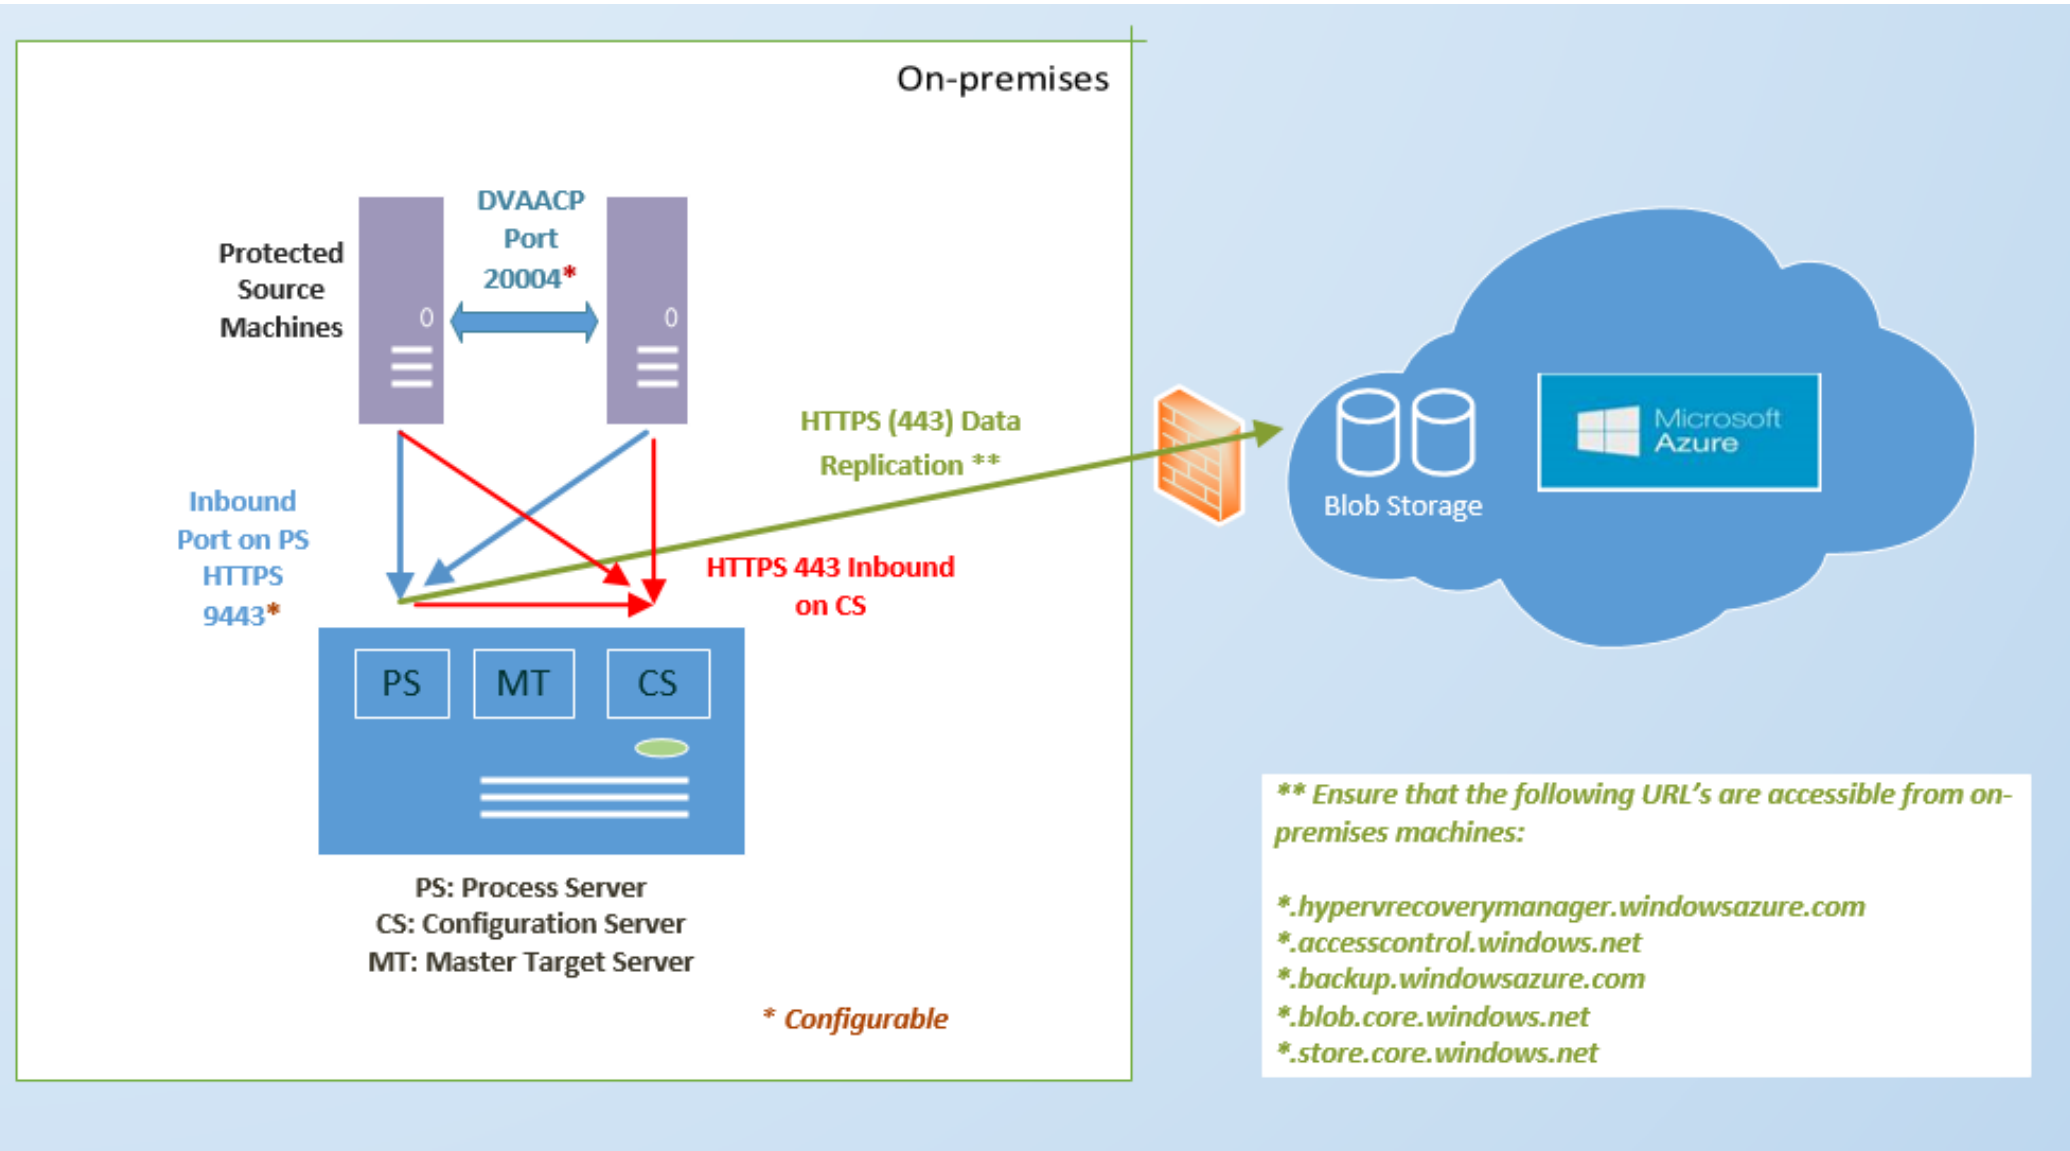 On-premises
DVAACP
Port
20004*
Protected
Source
Machines
HTTPS (443) Data
Replication **
Microsoft
Azure
Blob Storage
Inbound
Port on PS
HTTPS
9443*
HTTPS 443 Inbound
on CS
PS
MT
CS
PS: Process Server
CS: Configuration Server
MT: Master Target Server
* Configurable
** Ensure that the following URL's are accessible from on-
premises machines:
*.hypervrecoverymanager.windowsazure.com
*.accesscontrol.windows.net
*.backup.windowsazure.com
*.blob.core.windows.net
*.store.core.windows.net